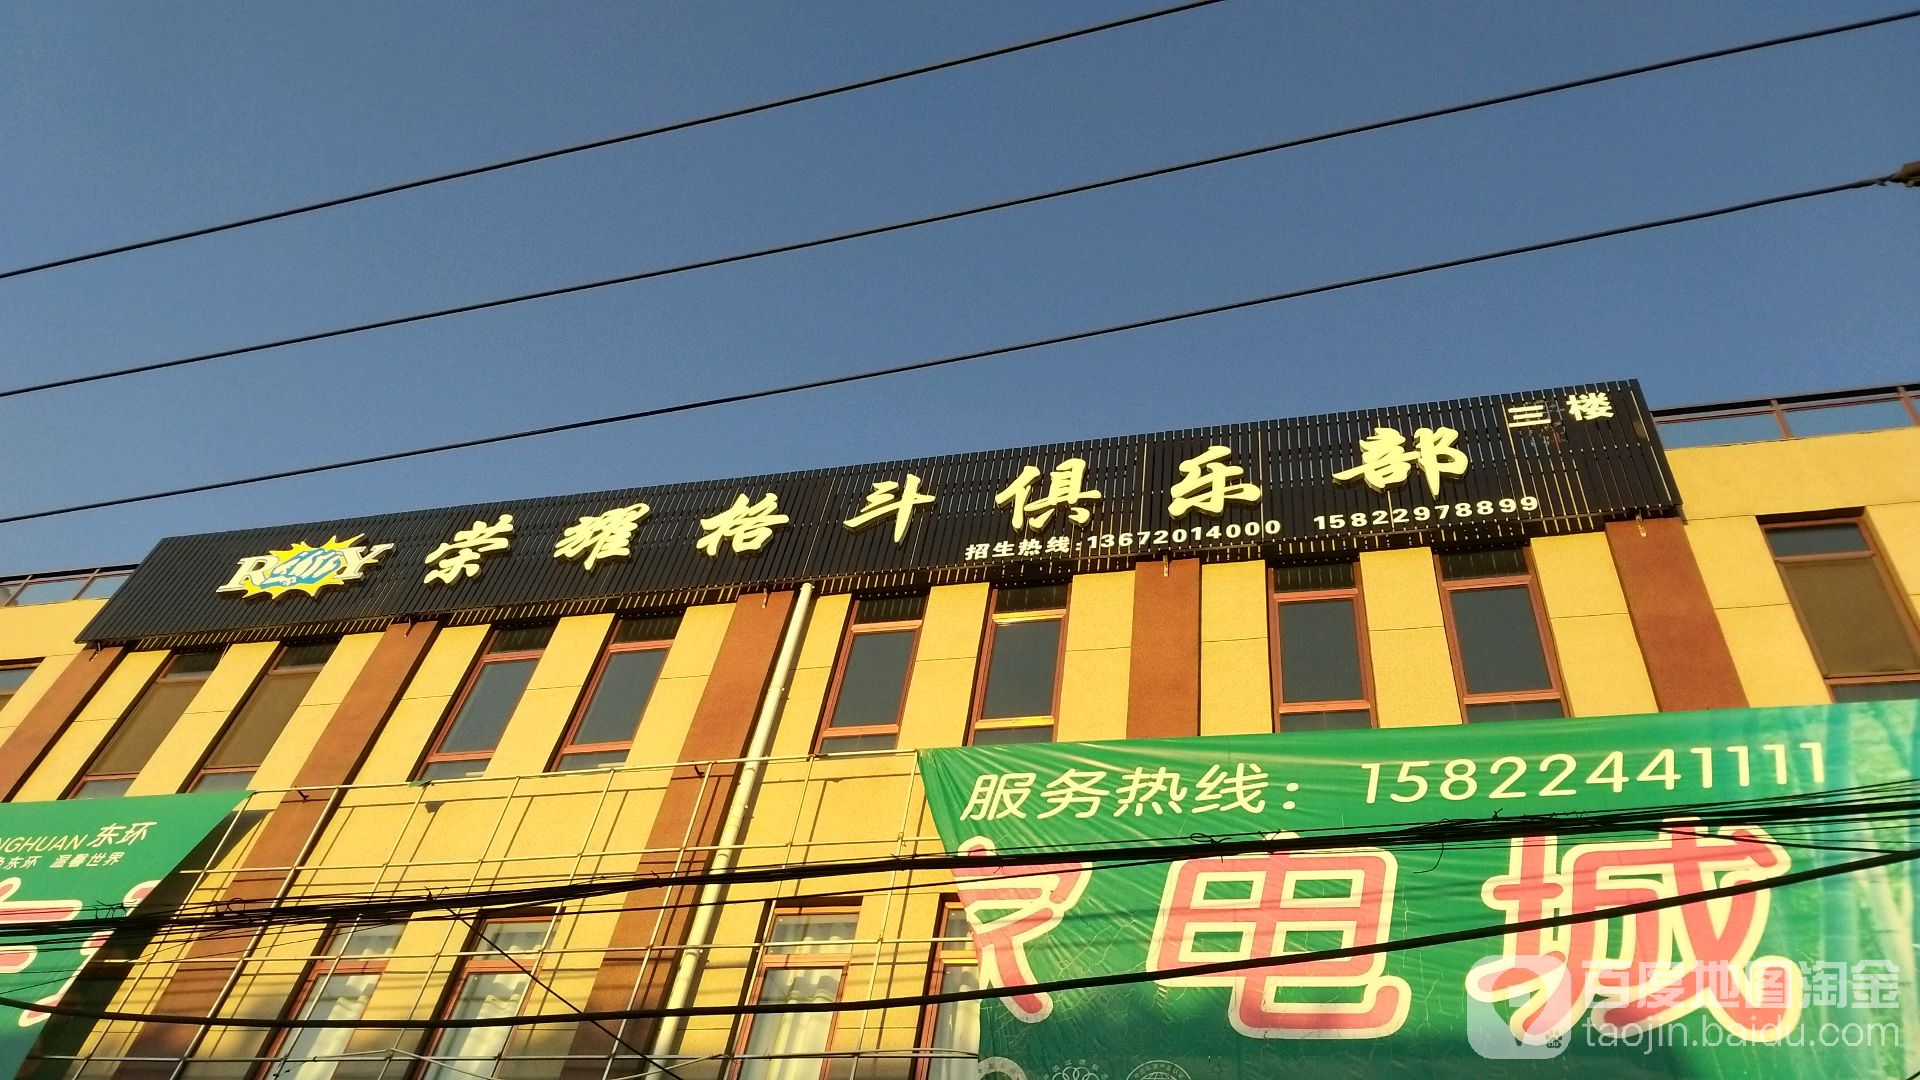 三楼
RY 荣耀格斗俱乐部
招生热线:13672014000 15822978899
服务热线：15822441111
电城
NGHUAN 东环
东环 温馨世界
百度地图淘金
taojin.baidu.com